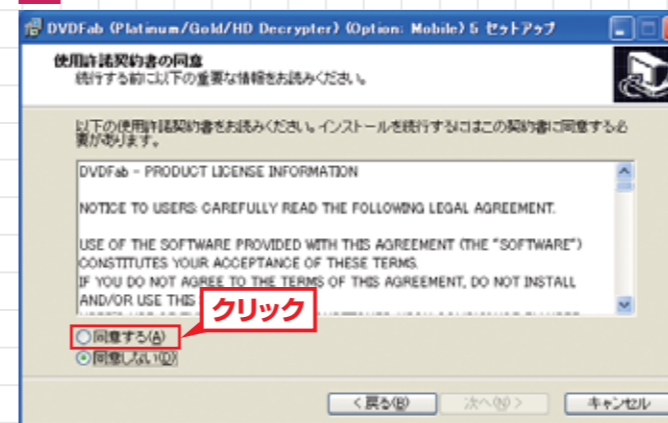 DVDFab (Platinum/Gold/HD Decrypter) (Option: Mobile) 5 セットアップ
使用許諾契約書の同意
続行する前に以下の重要な情報をお読みください。
以下の使用許諾契約書をお読みください。インストールを続行するにはこの契約書に同意する必
要があります。
DVDFab - PRODUCT LICENSE INFORMATION
NOTICE TO USERS: CAREFULLY READ THE FOLLOWING LEGAL AGREEMENT.
USE OF THE SOFTWARE PROVIDED WITH THIS AGREEMENT (THE "SOFTWARE")
CONSTITUTES YOUR ACCEPTANCE OF THESE TERMS.
IF YOU DO NOT AGREE TO THE TERMS OF THIS AGREEMENT, DO NOT INSTALL
AND/OR USE THIS
クリック
同意する(A)
同意しない(D)
< 戻る(B)
次へ(N) >
キャンセル